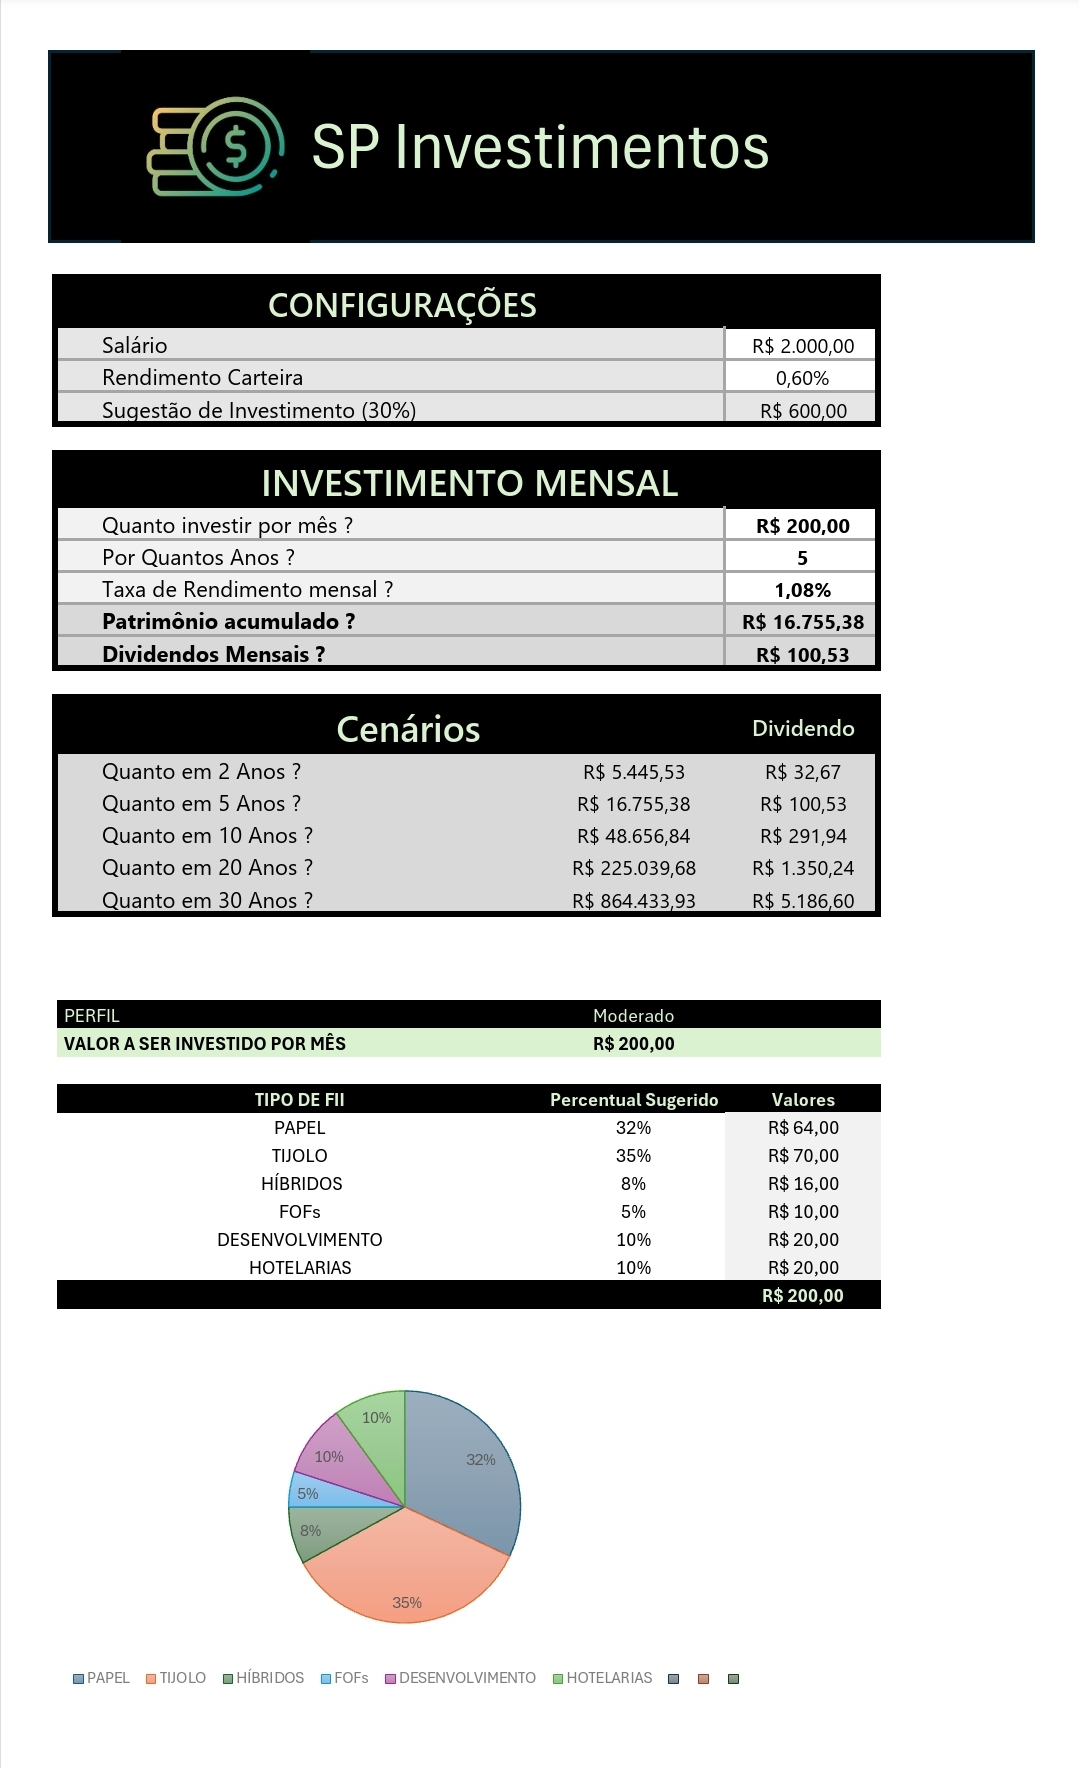 SP Investimentos
CONFIGURAÇÕES
Salário R$ 2.000,00
Rendimento Carteira 0,60%
Sugestão de Investimento (30%) R$ 600,00
INVESTIMENTO MENSAL
Quanto investir por mês ? R$ 200,00
Por Quantos Anos ? 5
Taxa de Rendimento mensal ? 1,08%
Patrimônio acumulado ? R$ 16.755,38
Dividendos Mensais ? R$ 100,53
Cenários Dividendo
Quanto em 2 Anos ? R$ 5.445,53 R$ 32,67
Quanto em 5 Anos ? R$ 16.755,38 R$ 100,53
Quanto em 10 Anos ? R$ 48.656,84 R$ 291,94
Quanto em 20 Anos ? R$ 225.039,68 R$ 1.350,24
Quanto em 30 Anos ? R$ 864.433,93 R$ 5.186,60
PERFIL Moderado
VALOR A SER INVESTIDO POR MÊS R$ 200,00
TIPO DE FII Percentual Sugerido Valores
PAPEL 32% R$ 64,00
TIJOLO 35% R$ 70,00
HÍBRIDOS 8% R$ 16,00
FOFs 5% R$ 10,00
DESENVOLVIMENTO 10% R$ 20,00
HOTELARIAS 10% R$ 20,00
R$ 200,00
10%
10% 32%
5%
8%
35%
PAPEL TIJOLO HÍBRIDOS FOFs DESENVOLVIMENTO HOTELARIAS